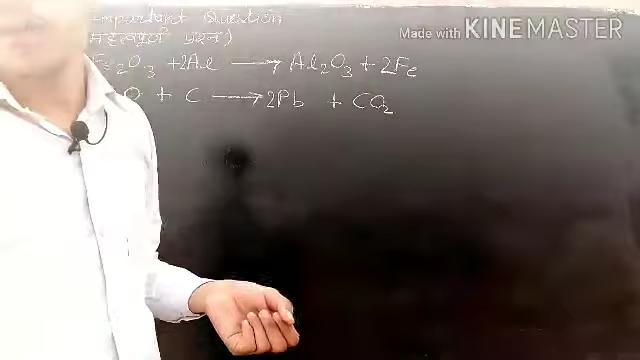 Important Question
महत्वपूर्ण प्रश्न)
Fe₂O₃ + 2Al ⟶ Al₂O₃ + 2Fe
O + C ⟶ 2Pb + CO₂
Made with KINEMASTER